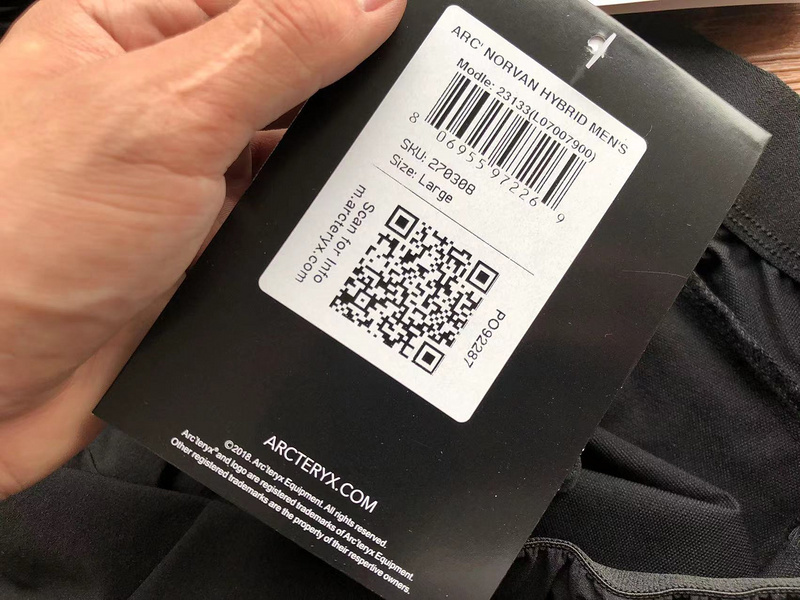 ARC' NORVAN HYBRID MEN'S
Modle: 23133(L07007900)
8 06955 97226 9
SKU: 270308
Size: Large
Scan for Info
m.arcteryx.com
PO92287
ARCTERYX.COM
©2018. Arc'teryx Equipment. All rights reserved.
Arc'teryx® and logo are registered trademarks of Arc'teryx Equipment.
Other registered trademarks are the property of their respertive owners.